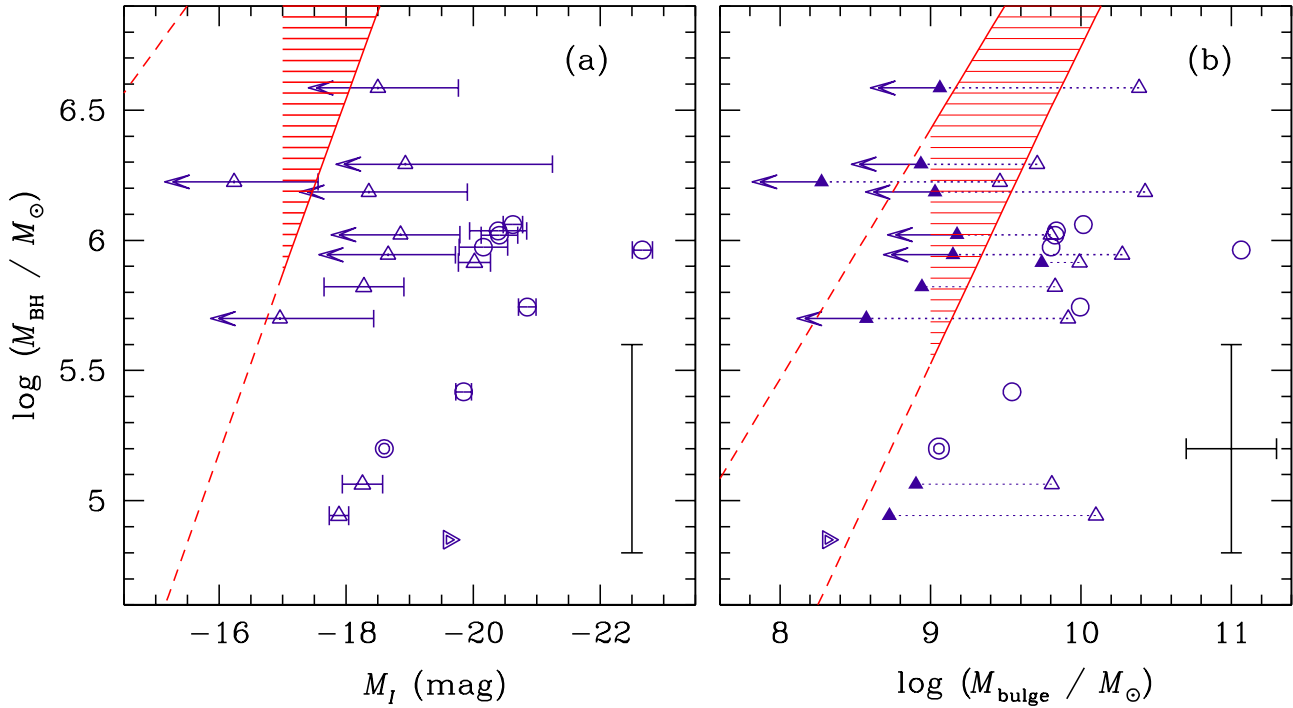 (a)
(b)
log (M_BH / M_⊙)
6.5
6
5.5
5
−16
−18
−20
−22
8
9
10
11
M_I (mag)
log (M_bulge / M_⊙)